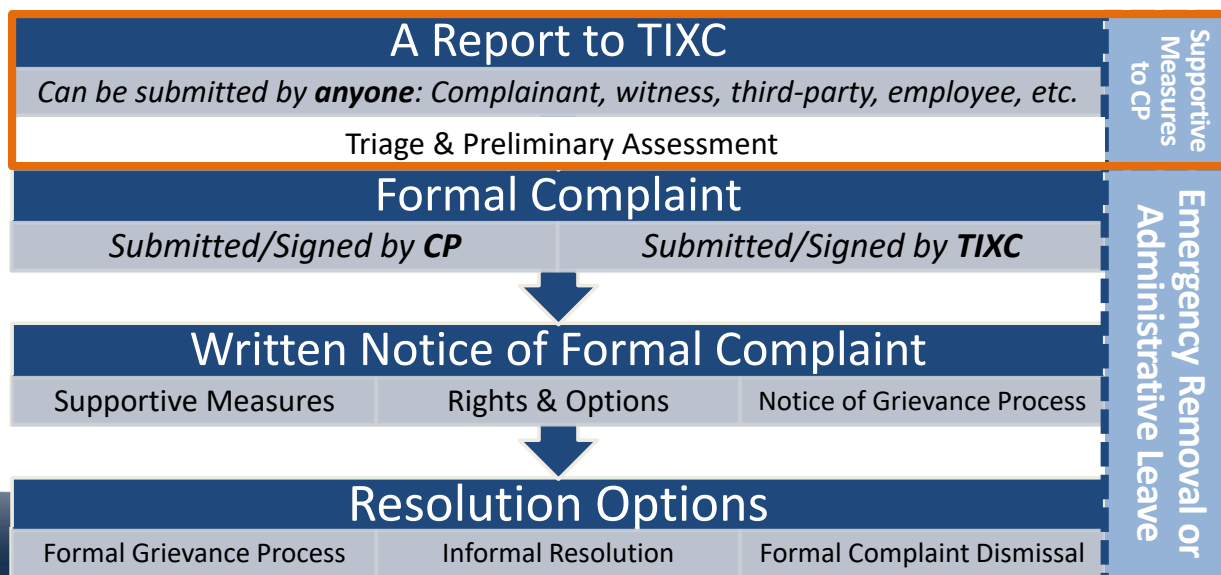 A Report to TIXC
Can be submitted by anyone: Complainant, witness, third-party, employee, etc.
Triage & Preliminary Assessment
Supportive
Measures
to CP
Formal Complaint
Submitted/Signed by CP
Submitted/Signed by TIXC
Written Notice of Formal Complaint
Supportive Measures
Rights & Options
Notice of Grievance Process
Resolution Options
Formal Grievance Process
Informal Resolution
Formal Complaint Dismissal
Emergency Removal or
Administrative Leave